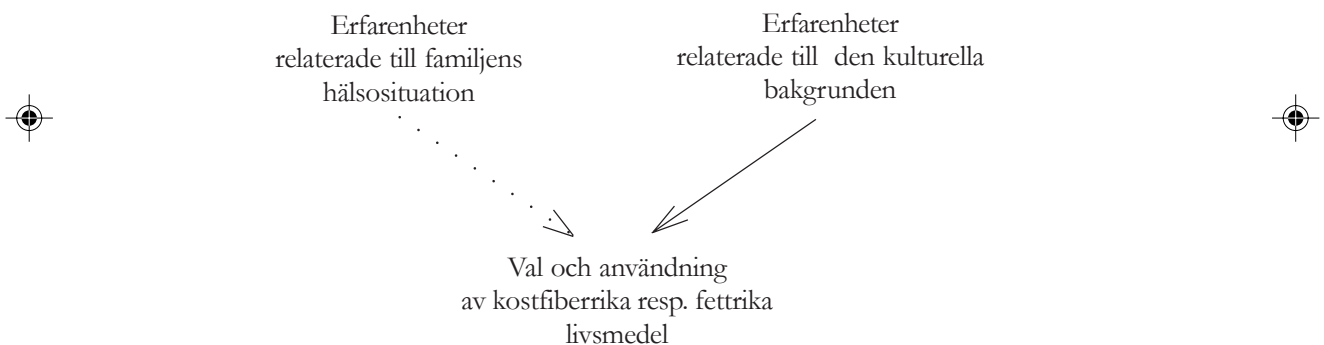 Erfarenheter
relaterade till familjens
hälsosituation
Erfarenheter
relaterade till den kulturella
bakgrunden
Val och användning
av kostfiberrika resp. fettrika
livsmedel